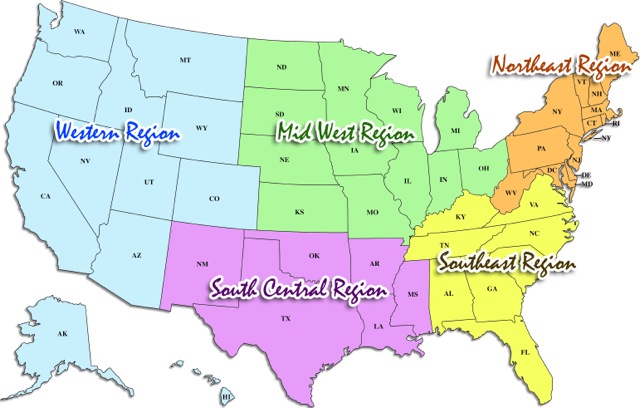 WA
MT
ND
MN
ME
Northeast Region
VT
NH
OR
ID
WY
SD
WI
MI
NY
MA
CT
RI
NY
Western Region
Mid West Region
NV
UT
CO
NE
IA
IL
IN
OH
PA
NJ
DC
DE
MD
WV
CA
KS
MO
KY
VA
AZ
NM
OK
AR
TN
NC
Southeast Region
South Central Region
TX
LA
MS
AL
GA
FL
AK
HI